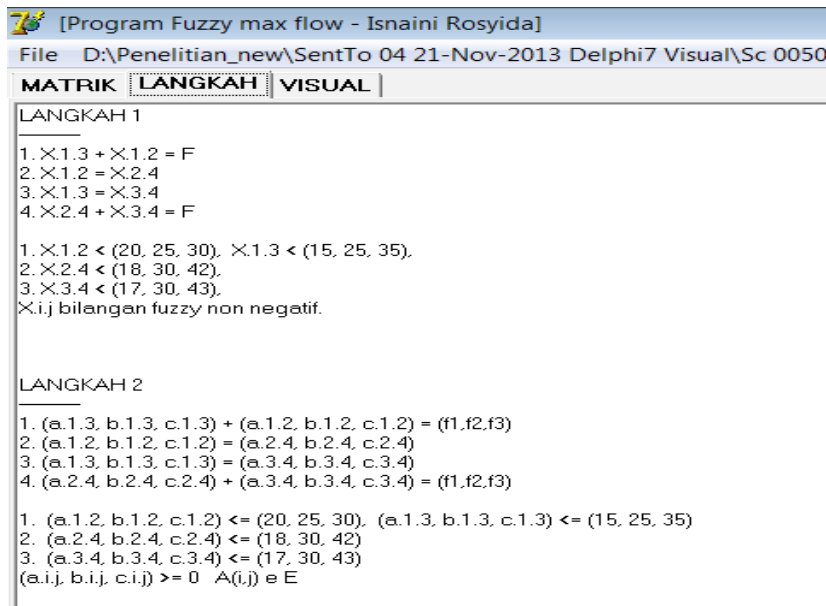 [Program Fuzzy max flow - Isnaini Rosyida]
File D:\Penelitian_new\SentTo 04 21-Nov-2013 Delphi7 Visual\Sc 0050
MATRIK LANGKAH VISUAL
LANGKAH 1
1. X.1.3 + X.1.2 = F
2. X.1.2 = X.2.4
3. X.1.3 = X.3.4
4. X.2.4 + X.3.4 = F
1. X.1.2 < (20, 25, 30), X.1.3 < (15, 25, 35),
2. X.2.4 < (18, 30, 42),
3. X.3.4 < (17, 30, 43),
X.i.j bilangan fuzzy non negatif.
LANGKAH 2
1. (a.1.3, b.1.3, c.1.3) + (a.1.2, b.1.2, c.1.2) = (f1,f2,f3)
2. (a.1.2, b.1.2, c.1.2) = (a.2.4, b.2.4, c.2.4)
3. (a.1.3, b.1.3, c.1.3) = (a.3.4, b.3.4, c.3.4)
4. (a.2.4, b.2.4, c.2.4) + (a.3.4, b.3.4, c.3.4) = (f1,f2,f3)
1. (a.1.2, b.1.2, c.1.2) <= (20, 25, 30), (a.1.3, b.1.3, c.1.3) <= (15, 25, 35)
2. (a.2.4, b.2.4, c.2.4) <= (18, 30, 42)
3. (a.3.4, b.3.4, c.3.4) <= (17, 30, 43)
(a.i.j, b.i.j, c.i.j) >= 0 A(i,j) e E